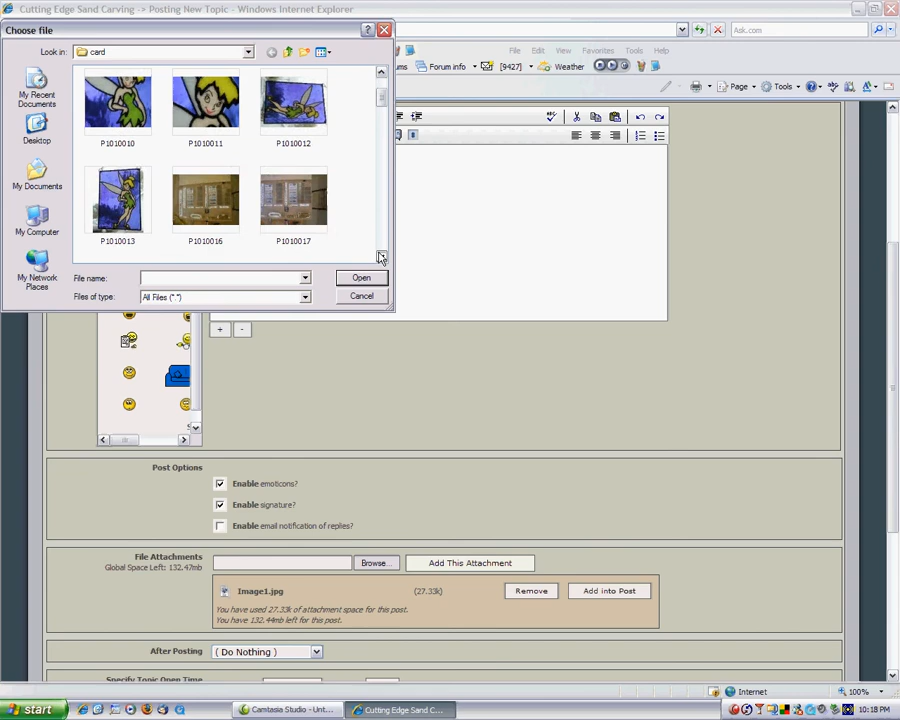 Cutting Edge Sand Carving -> Posting New Topic - Windows Internet Explorer
Choose file
Look in:
card
My Recent
Documents
Desktop
My Documents
My Computer
My Network
Places
P1010010
P1010011
P1010012
P1010013
P1010016
P1010017
File name:
Open
Files of type:
All Files (*.*)
Cancel
Ask.com
File
Edit
View
Favorites
Tools
Help
ums
Forum info
[9427]
Weather
Page
Tools
+
-
Post Options
Enable emoticons?
Enable signature?
Enable email notification of replies?
File Attachments
Global Space Left: 132.47mb
Browse...
Add This Attachment
Image1.jpg
(27.33k)
Remove
Add into Post
You have used 27.33k of attachment space for this post.
You have 132.44mb left for this post.
After Posting
( Do Nothing )
Specify Topic Open Time
Internet
100%
start
Camtasia Studio - Unt...
Cutting Edge Sand C...
10:18 PM